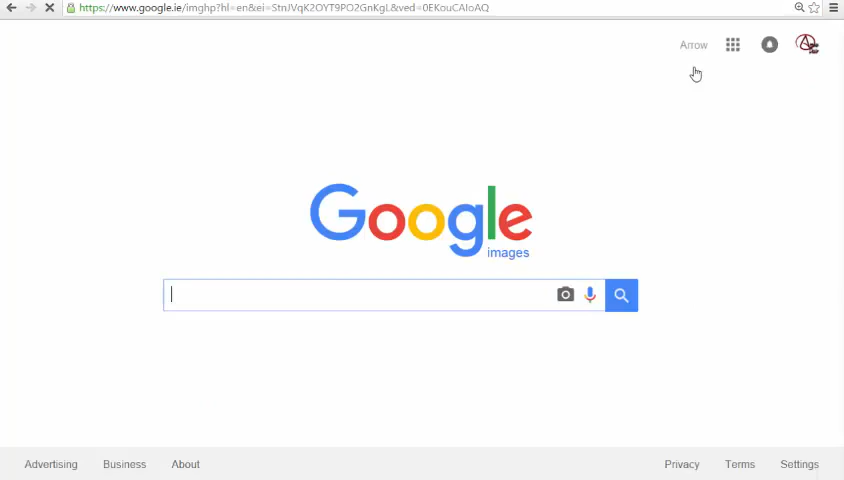 https://www.google.ie/imghp?hl=en&ei=StnJVqK2OYT9PO2GnKgL&ved=0EKouCAIoAQ
Arrow
Google
images
Advertising Business About Privacy Terms Settings